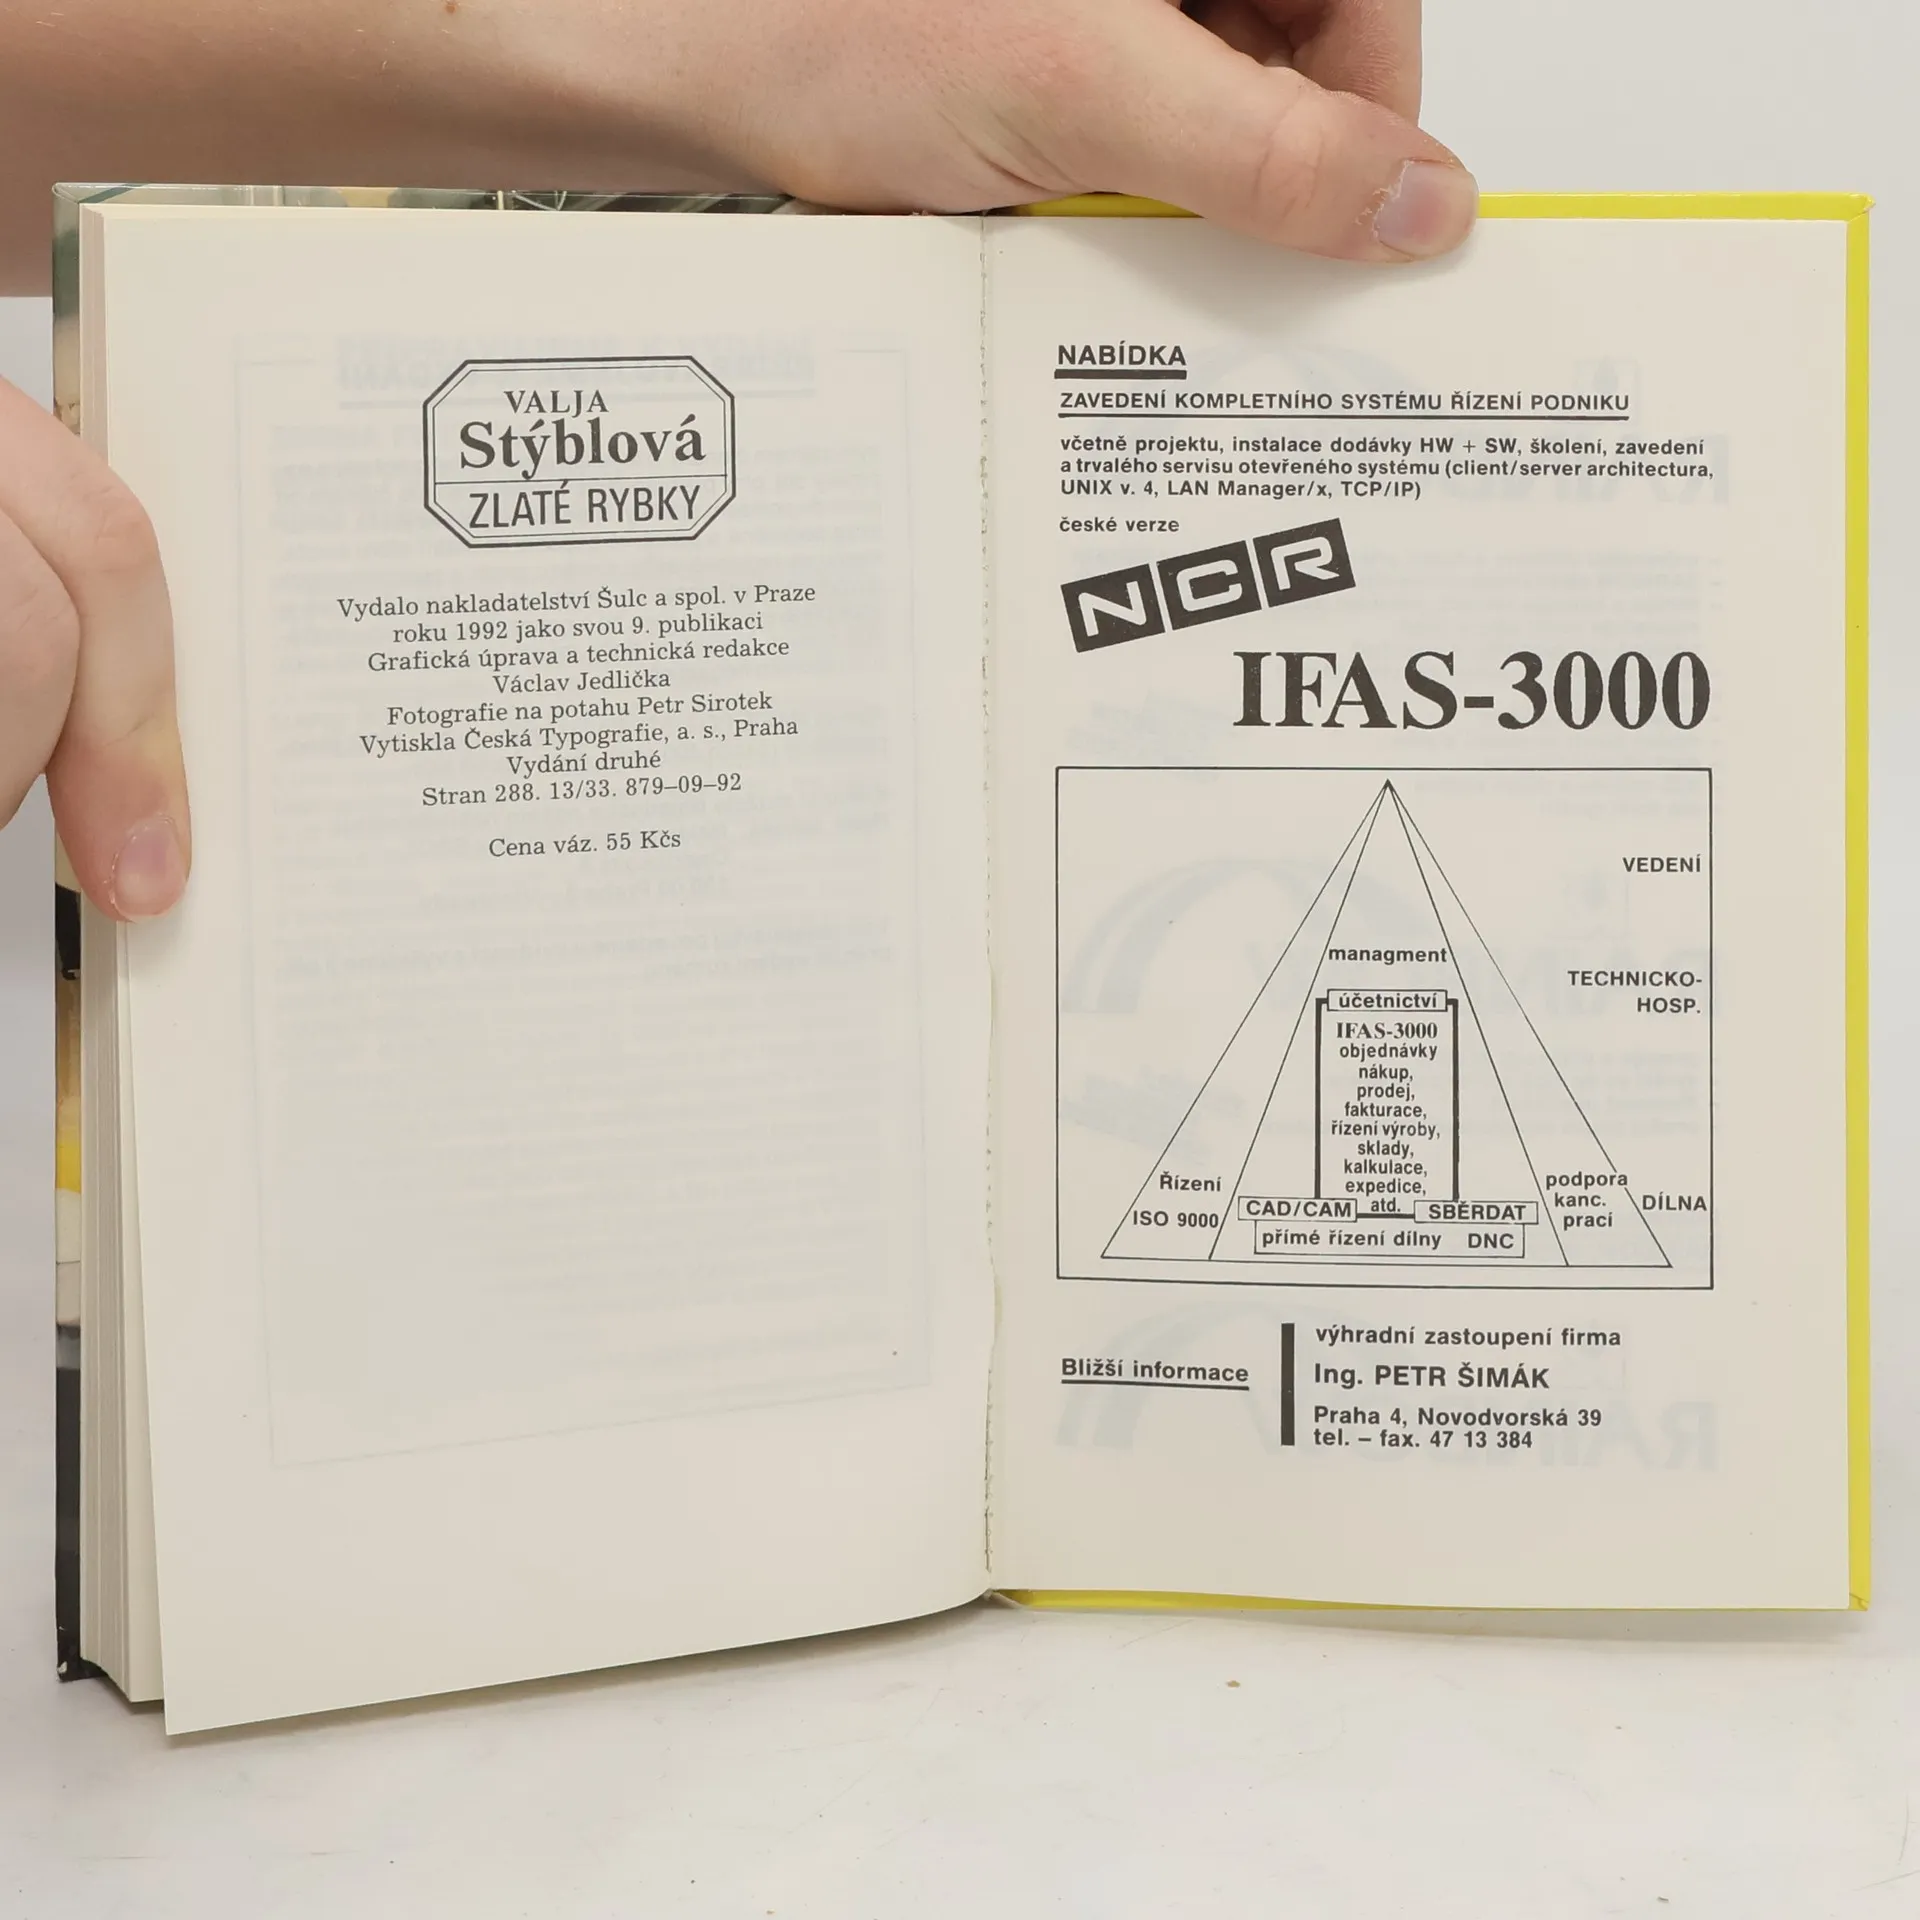 VALJA
Stýblová
ZLATÉ RYBKY
Vydalo nakladatelství Šulc a spol. v Praze
roku 1992 jako svou 9. publikaci
Grafická úprava a technická redakce
Václav Jedlička
Fotografie na potahu Petr Sirotek
Vytiskla Česká Typografie, a. s., Praha
Vydání druhé
Stran 288. 13/33. 879–09–92
Cena váz. 55 Kčs
NABÍDKA
ZAVEDENÍ KOMPLETNÍHO SYSTÉMU ŘÍZENÍ PODNIKU
včetně projektu, instalace dodávky HW + SW, školení, zavedení
a trvalého servisu otevřeného systému (client/server architectura,
UNIX v. 4, LAN Manager/x, TCP/IP)
české verze
NCR
IFAS-3000
VEDENÍ
managment
TECHNICKO-
HOSP.
účetnictví
IFAS-3000
objednávky
nákup,
prodej,
fakturace,
řízení výroby,
sklady,
kalkulace,
expedice,
atd.
Řízení
ISO 9000
CAD/CAM
SBĚRDAT
přímé řízení dílny DNC
podpora
kanc.
prací
DÍLNA
Bližší informace
výhradní zastoupení firma
Ing. PETR ŠIMÁK
Praha 4, Novodvorská 39
tel. – fax. 47 13 384